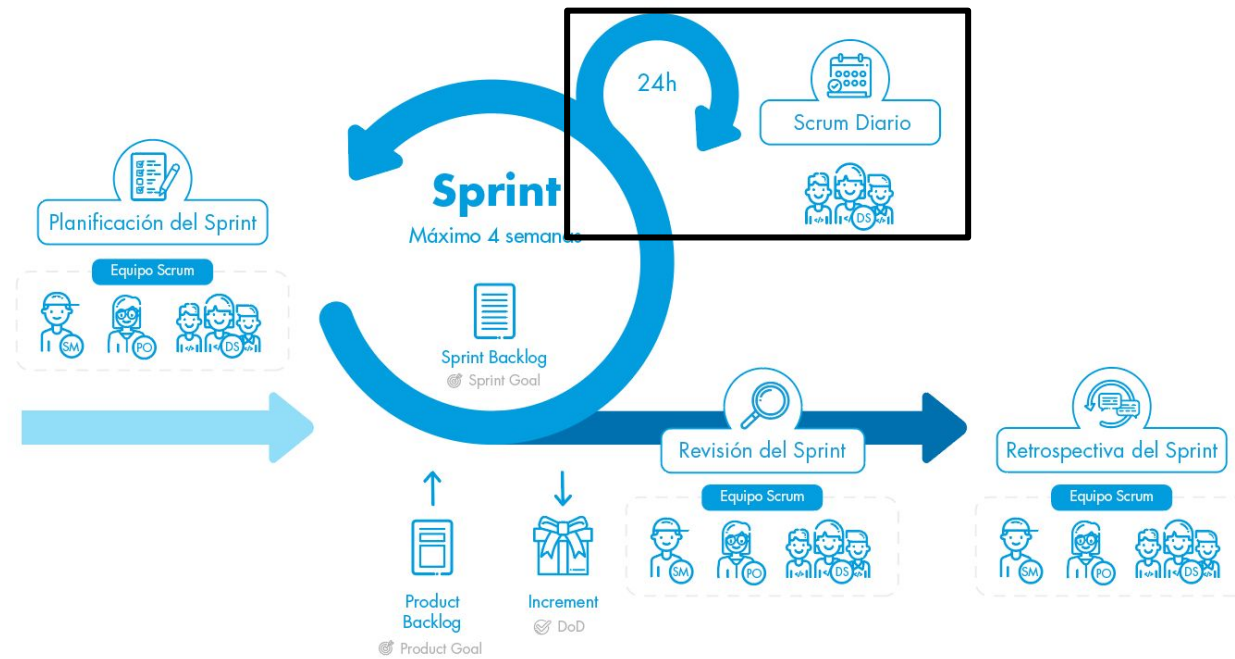 24h
Scrum Diario
DS
Sprint
Máximo 4 semanas
Planificación del Sprint
Equipo Scrum
SM
PO
DS
Sprint Backlog
Sprint Goal
Revisión del Sprint
Equipo Scrum
SM
PO
DS
Retrospectiva del Sprint
Equipo Scrum
SM
PO
DS
Product
Backlog
Product Goal
Increment
DoD